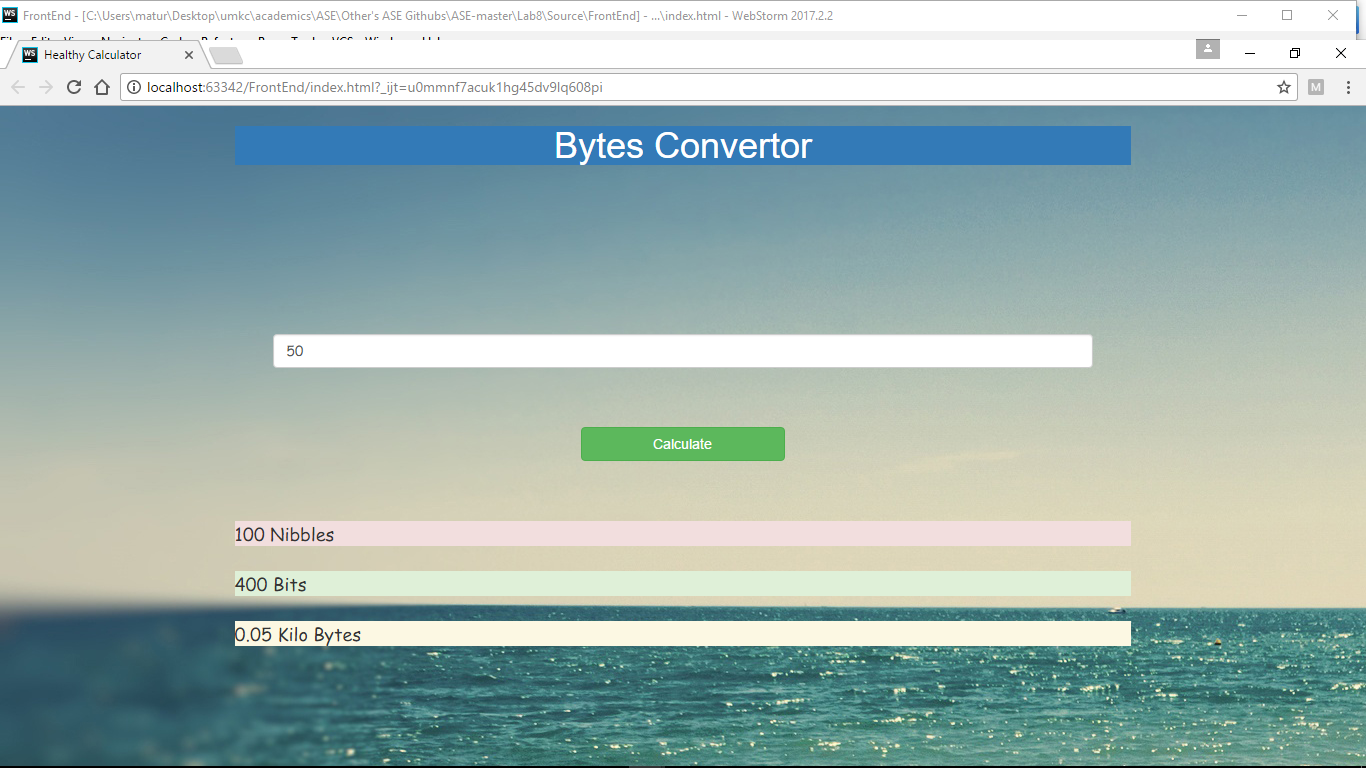 WS FrontEnd - [C:\Users\matur\Desktop\umkc\academics\ASE\Other's ASE Githubs\ASE-master\Lab8\Source\FrontEnd] - ...\index.html - WebStorm 2017.2.2
WS Healthy Calculator
localhost:63342/FrontEnd/index.html?_ijt=u0mmnf7acuk1hg45dv9lq608pi
M
Bytes Convertor
50
Calculate
100 Nibbles
400 Bits
0.05 Kilo Bytes